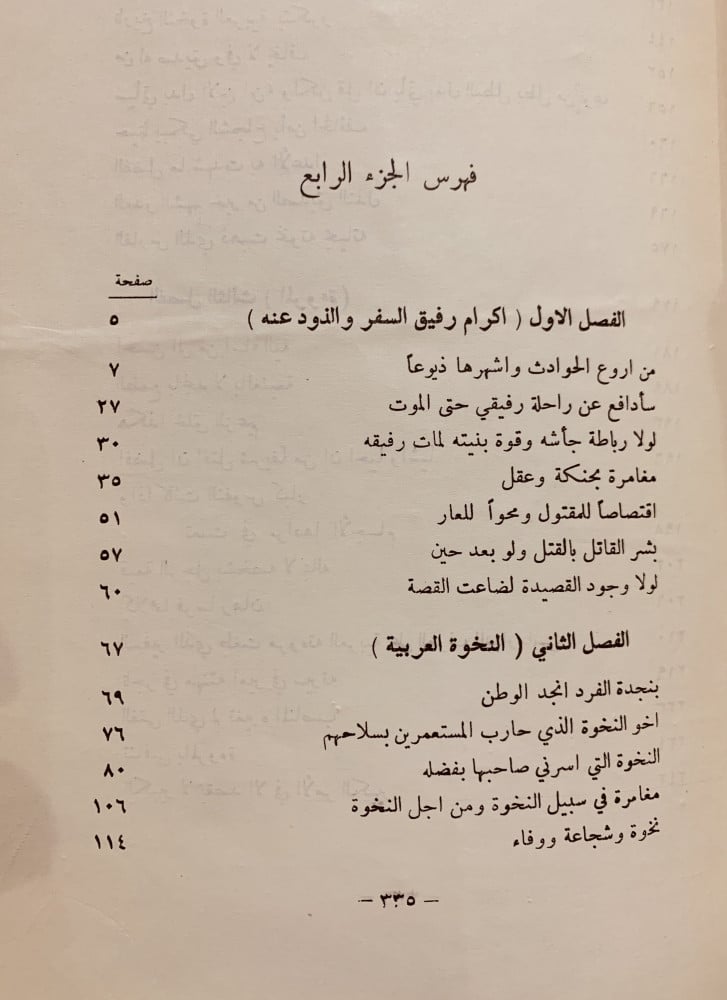 فهرس الجزء الرابع
صفحة
الفصل الاول ( اكرام رفيق السفر والذود عنه ) ٥
من اروع الحوادث واشهرها ذيوعاً ٧
سأدافع عن راحلة رفيقي حتى الموت ٢٧
لولا رباطة جأشه وقوة بنيته لمات رفيقه ٣٠
مغامرة بحنكة وعقل ٣٥
اقتصاصاً للمقتول ومحواً للعار ٥١
بشر القاتل بالقتل ولو بعد حين ٥٧
لولا وجود القصيدة لضاعت القصة ٦٠
الفصل الثاني ( النخوة العربية ) ٦٧
بنجدة الفرد انجد الوطن ٦٩
اخو النخوة الذي حارب المستعمرين بسلاحهم ٧٦
النخوة التي اسرني صاحبها بفضله ٨٠
مغامرة في سبيل النخوة ومن اجل النخوة ١٠٦
نخوة وشجاعة ووفاء ١١٤
— ٣٣٥ —